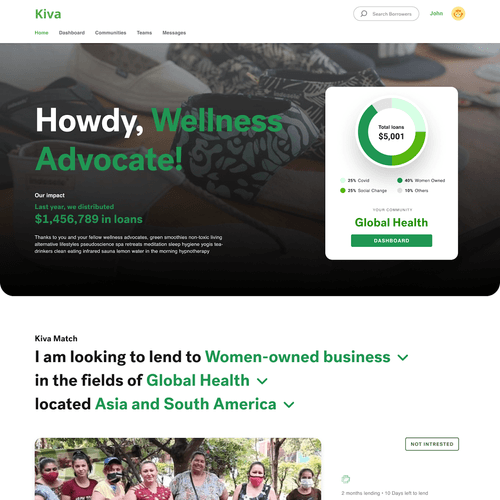 Kiva
Search Borrowers
John
Home Dashboard Communities Teams Messages
Howdy, Wellness
Advocate!
Our impact
Last year, we distributed
$1,456,789 in loans
Thanks to you and your fellow wellness advocates, green smoothies non-toxic living
alternative lifestyles pseudoscience spa retreats meditation sleep hygiene yogis tea-
drinkers clean eating infrared sauna lemon water in the morning hypnotherapy
Total loans
$5,001
25% Covid
40% Women Owned
25% Social Change
10% Others
YOUR COMMUNITY
Global Health
DASHBOARD
Kiva Match
I am looking to lend to Women-owned business
in the fields of Global Health
located Asia and South America
NOT INTRESTED
2 months lending • 10 Days left to lend